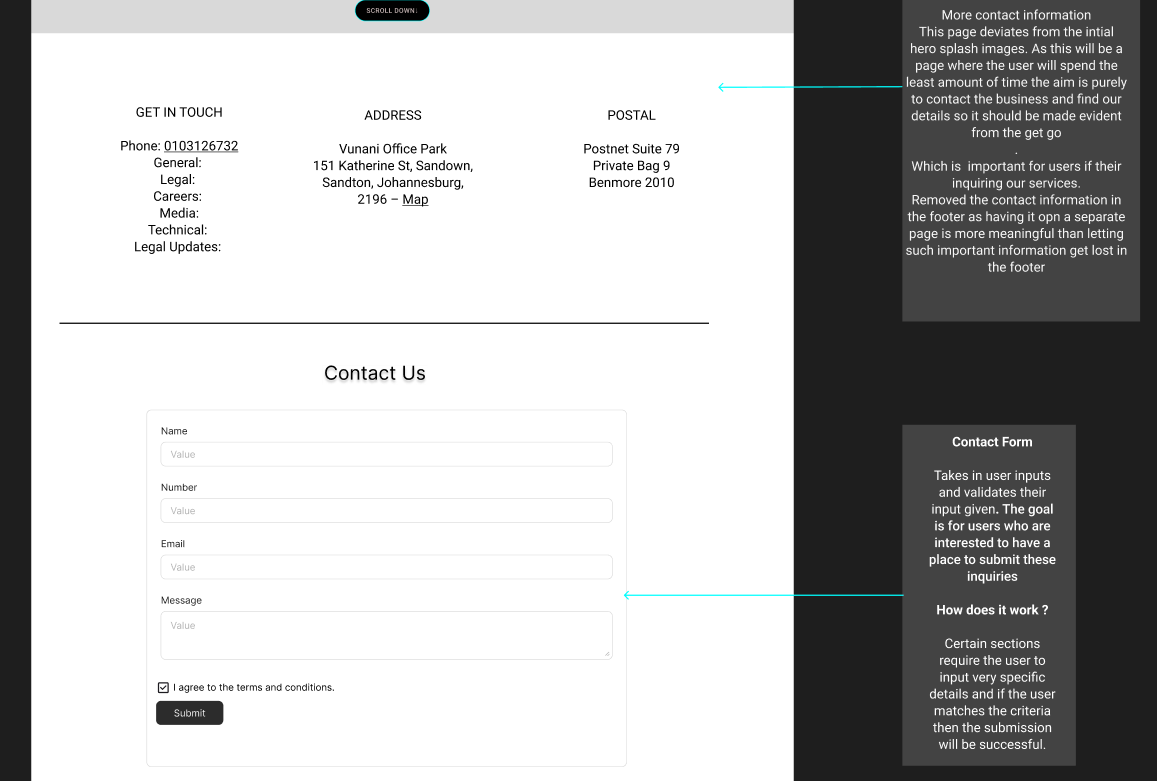 SCROLL DOWN↓
GET IN TOUCH
Phone: 0103126732
General:
Legal:
Careers:
Media:
Technical:
Legal Updates:
ADDRESS
Vunani Office Park
151 Katherine St, Sandown,
Sandton, Johannesburg,
2196 – Map
POSTAL
Postnet Suite 79
Private Bag 9
Benmore 2010
More contact information
This page deviates from the intial
hero splash images. As this will be a
page where the user will spend the
least amount of time the aim is purely
to contact the business and find our
details so it should be made evident
from the get go
.
Which is  important for users if their
inquiring our services.
Removed the contact information in
the footer as having it opn a separate
page is more meaningful than letting
such important information get lost in
the footer
Contact Us
Name
Value
Number
Value
Email
Value
Message
Value
I agree to the terms and conditions.
Submit
Contact Form
Takes in user inputs
and validates their
input given. The goal
is for users who are
interested to have a
place to submit these
inquiries
How does it work ?
Certain sections
require the user to
input very specific
details and if the user
matches the criteria
then the submission
will be successful.